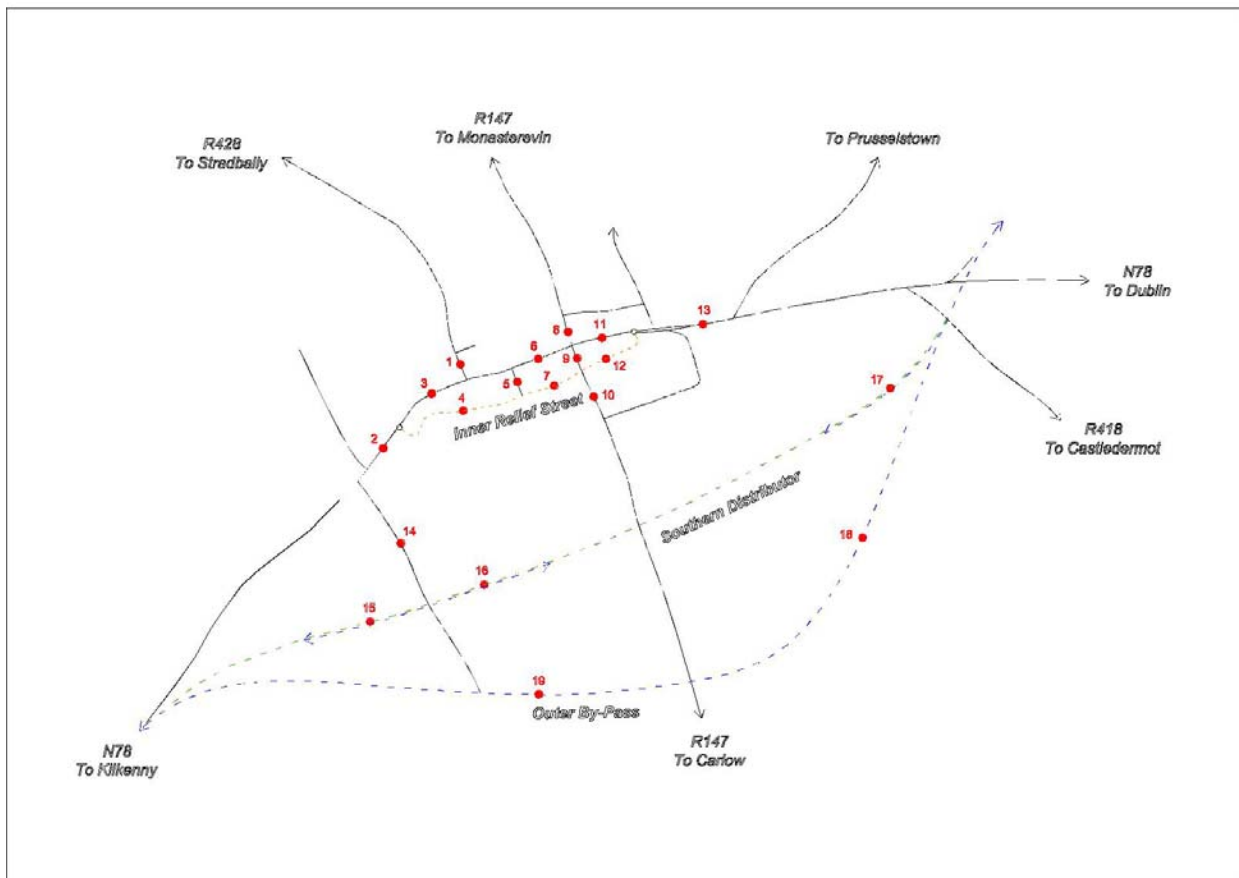 R147
To Monasterevin
R428
To Stradbally
To Prusselstown
N78
To Dublin
13
8
11
6
1
9
12
3
5
7
17
4
10
Inner Relief Street
R418
To Castledermot
2
Southern Distributor
14
18
16
15
19
Outer By-Pass
R147
To Carlow
N78
To Kilkenny